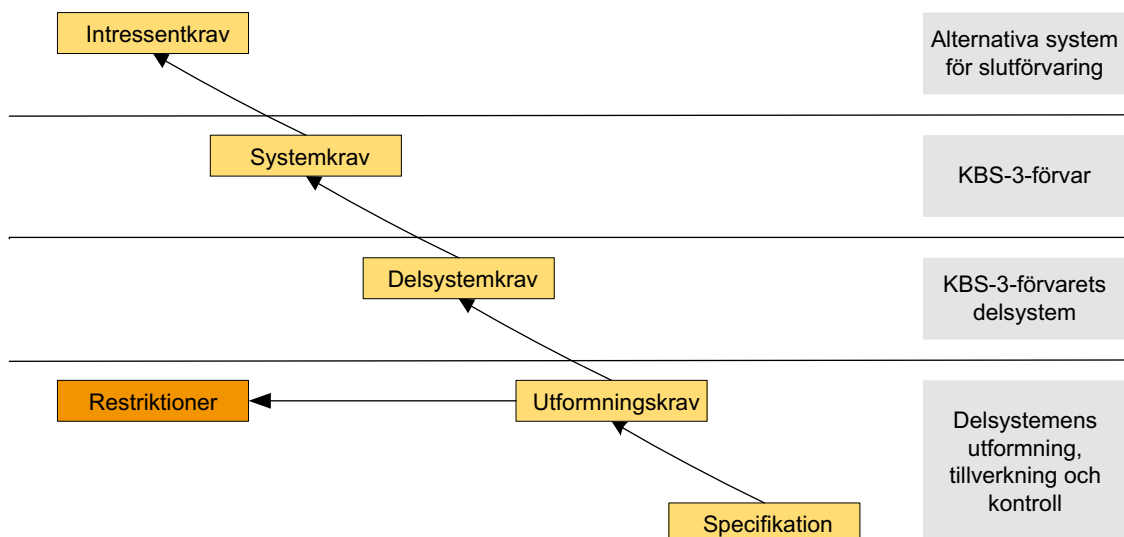 Intressentkrav
Alternativa system
för slutförvaring
Systemkrav
KBS-3-förvar
Delsystemkrav
KBS-3-förvarets
delsystem
Restriktioner
Utformningskrav
Delsystemens
utformning,
tillverkning och
kontroll
Specifikation